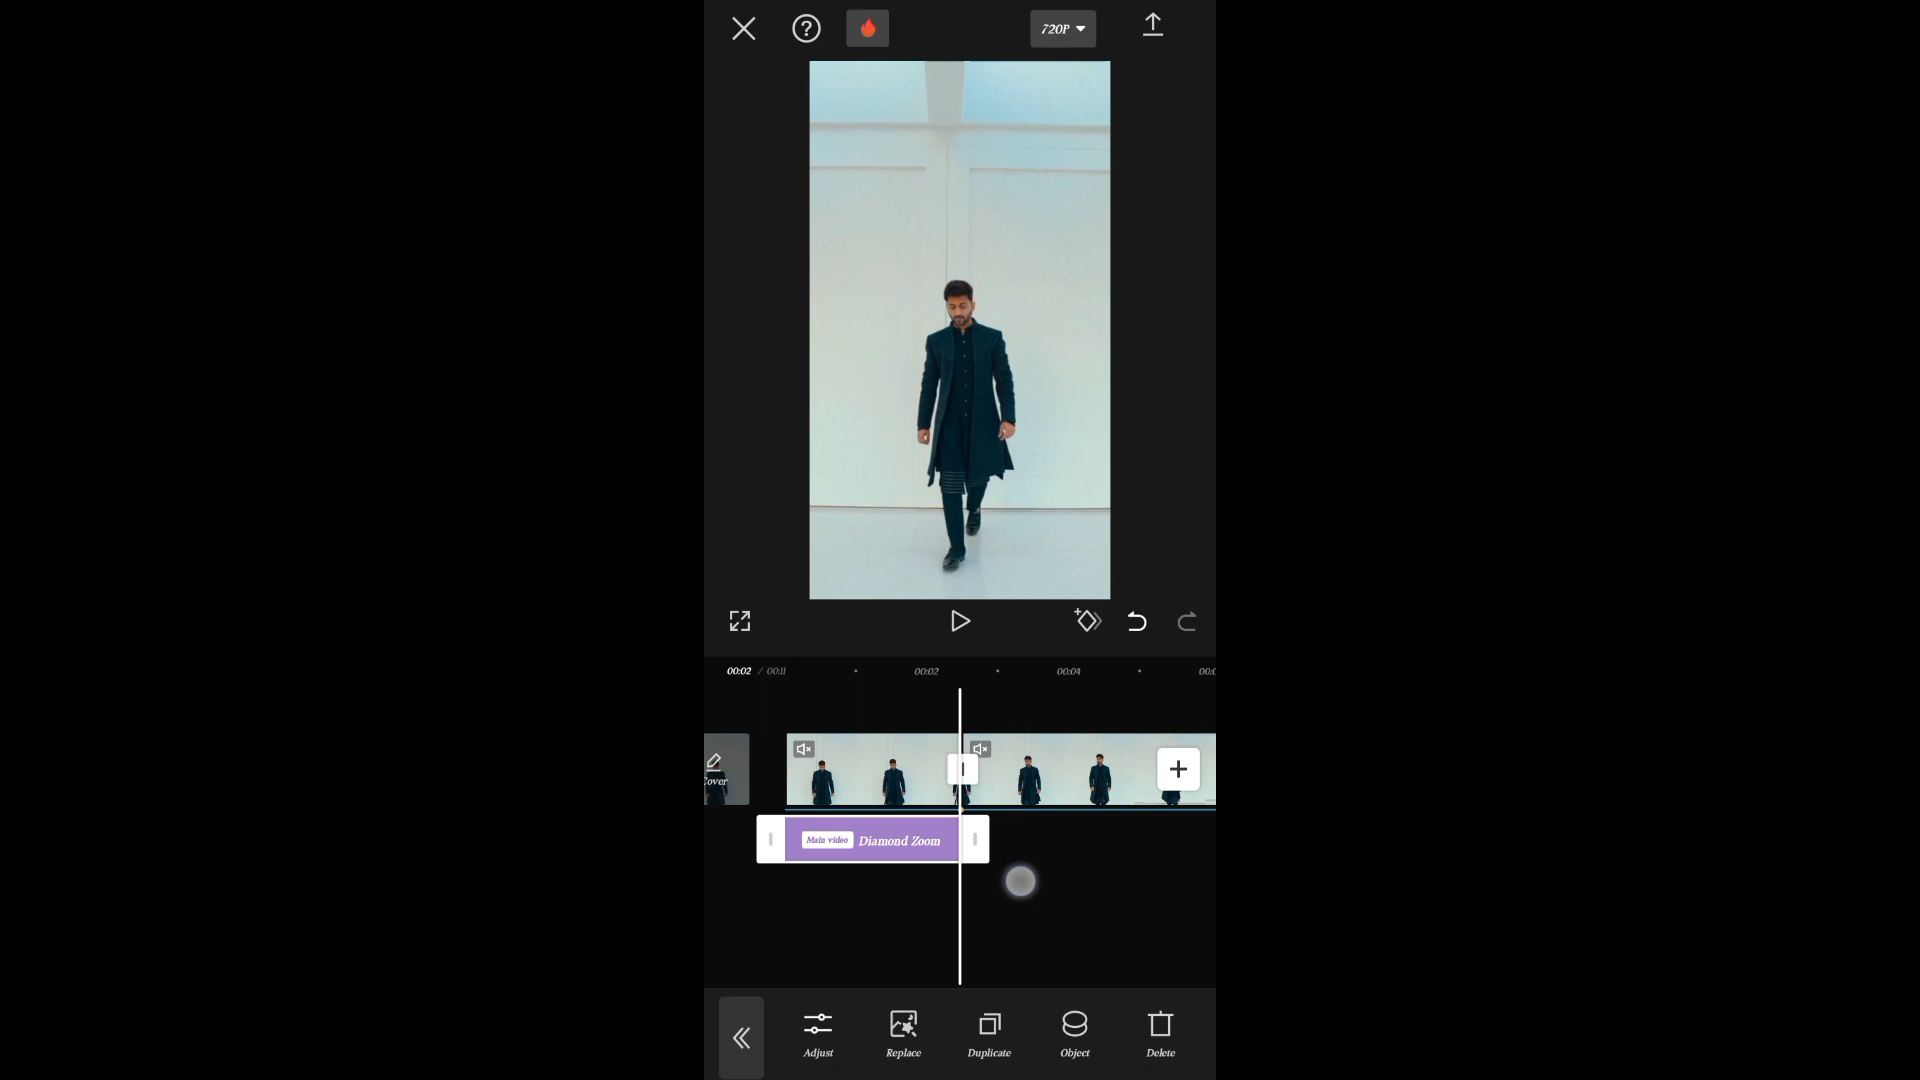 720P
00:02 / 00:11
00:02
00:04
Cover
Main video Diamond Zoom
Adjust
Replace
Duplicate
Object
Delete